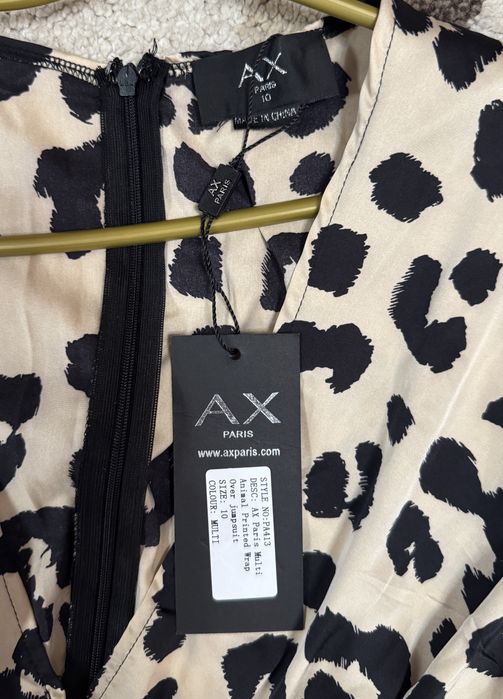 AX
PARIS
10
MADE IN CHINA
AX
PARIS
AX
PARIS
www.axparis.com
STYLE NO:PA413
DESC: AX Paris Multi
Animal Printed Wrap
Over jumpsuit
SIZE: 10
COLOUR: MULTI